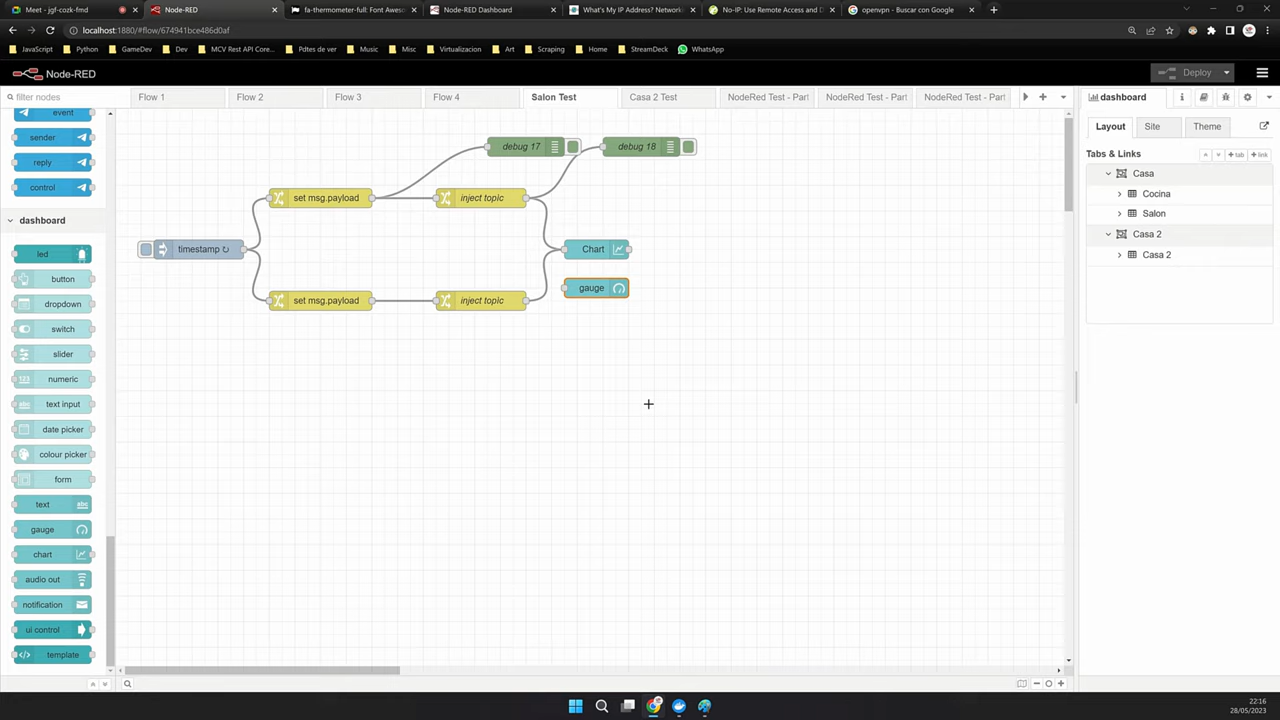 Meet - jgf-cozk-fmd
Node-RED
fa-thermometer-full: Font Aweso
Node-RED Dashboard
What's My IP Address? Network
No-IP: Use Remote Access and D
openvpn - Buscar con Google
localhost:1880/#flow/674941bce486d0af
JavaScript
Python
GameDev
Dev
MCV Rest API Core...
Pdtes de ver
Music
Misc
Virtualizacion
Art
Scraping
Home
StreamDeck
WhatsApp
Node-RED
Deploy
filter nodes
Flow 1
Flow 2
Flow 3
Flow 4
Salon Test
Casa 2 Test
NodeRed Test - Part
NodeRed Test - Part
NodeRed Test - Part
dashboard
event
sender
reply
control
dashboard
led
button
dropdown
switch
slider
numeric
text input
date picker
colour picker
form
text
abc
gauge
chart
audio out
notification
ui control
template
debug 17
debug 18
set msg.payload
inject topic
timestamp ↻
Chart
gauge
set msg.payload
inject topic
Layout
Site
Theme
Tabs & Links
+tab
+link
Casa
Cocina
Salon
Casa 2
Casa 2
22:16
28/05/2023